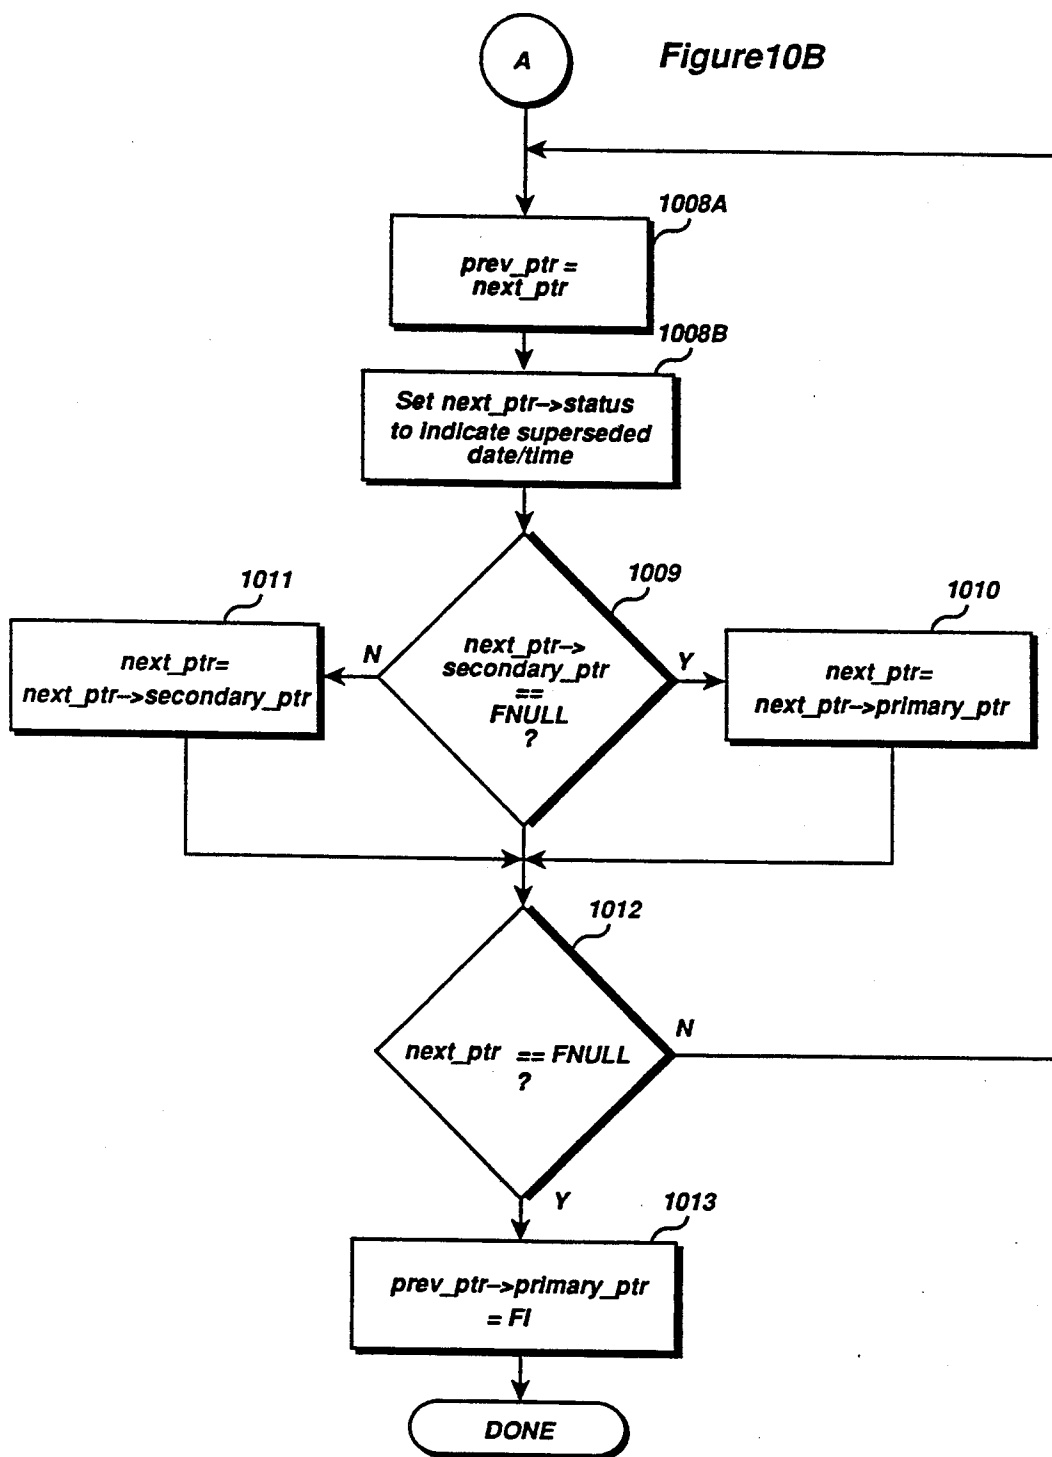 A
Figure10B
1008A
prev_ptr =
next_ptr
1008B
Set next_ptr->status
to indicate superseded
date/time
1009
next_ptr->
secondary_ptr
==
FNULL
?
N
Y
1011
next_ptr=
next_ptr->secondary_ptr
1010
next_ptr=
next_ptr->primary_ptr
1012
next_ptr == FNULL
?
N
Y
1013
prev_ptr->primary_ptr
= FI
DONE